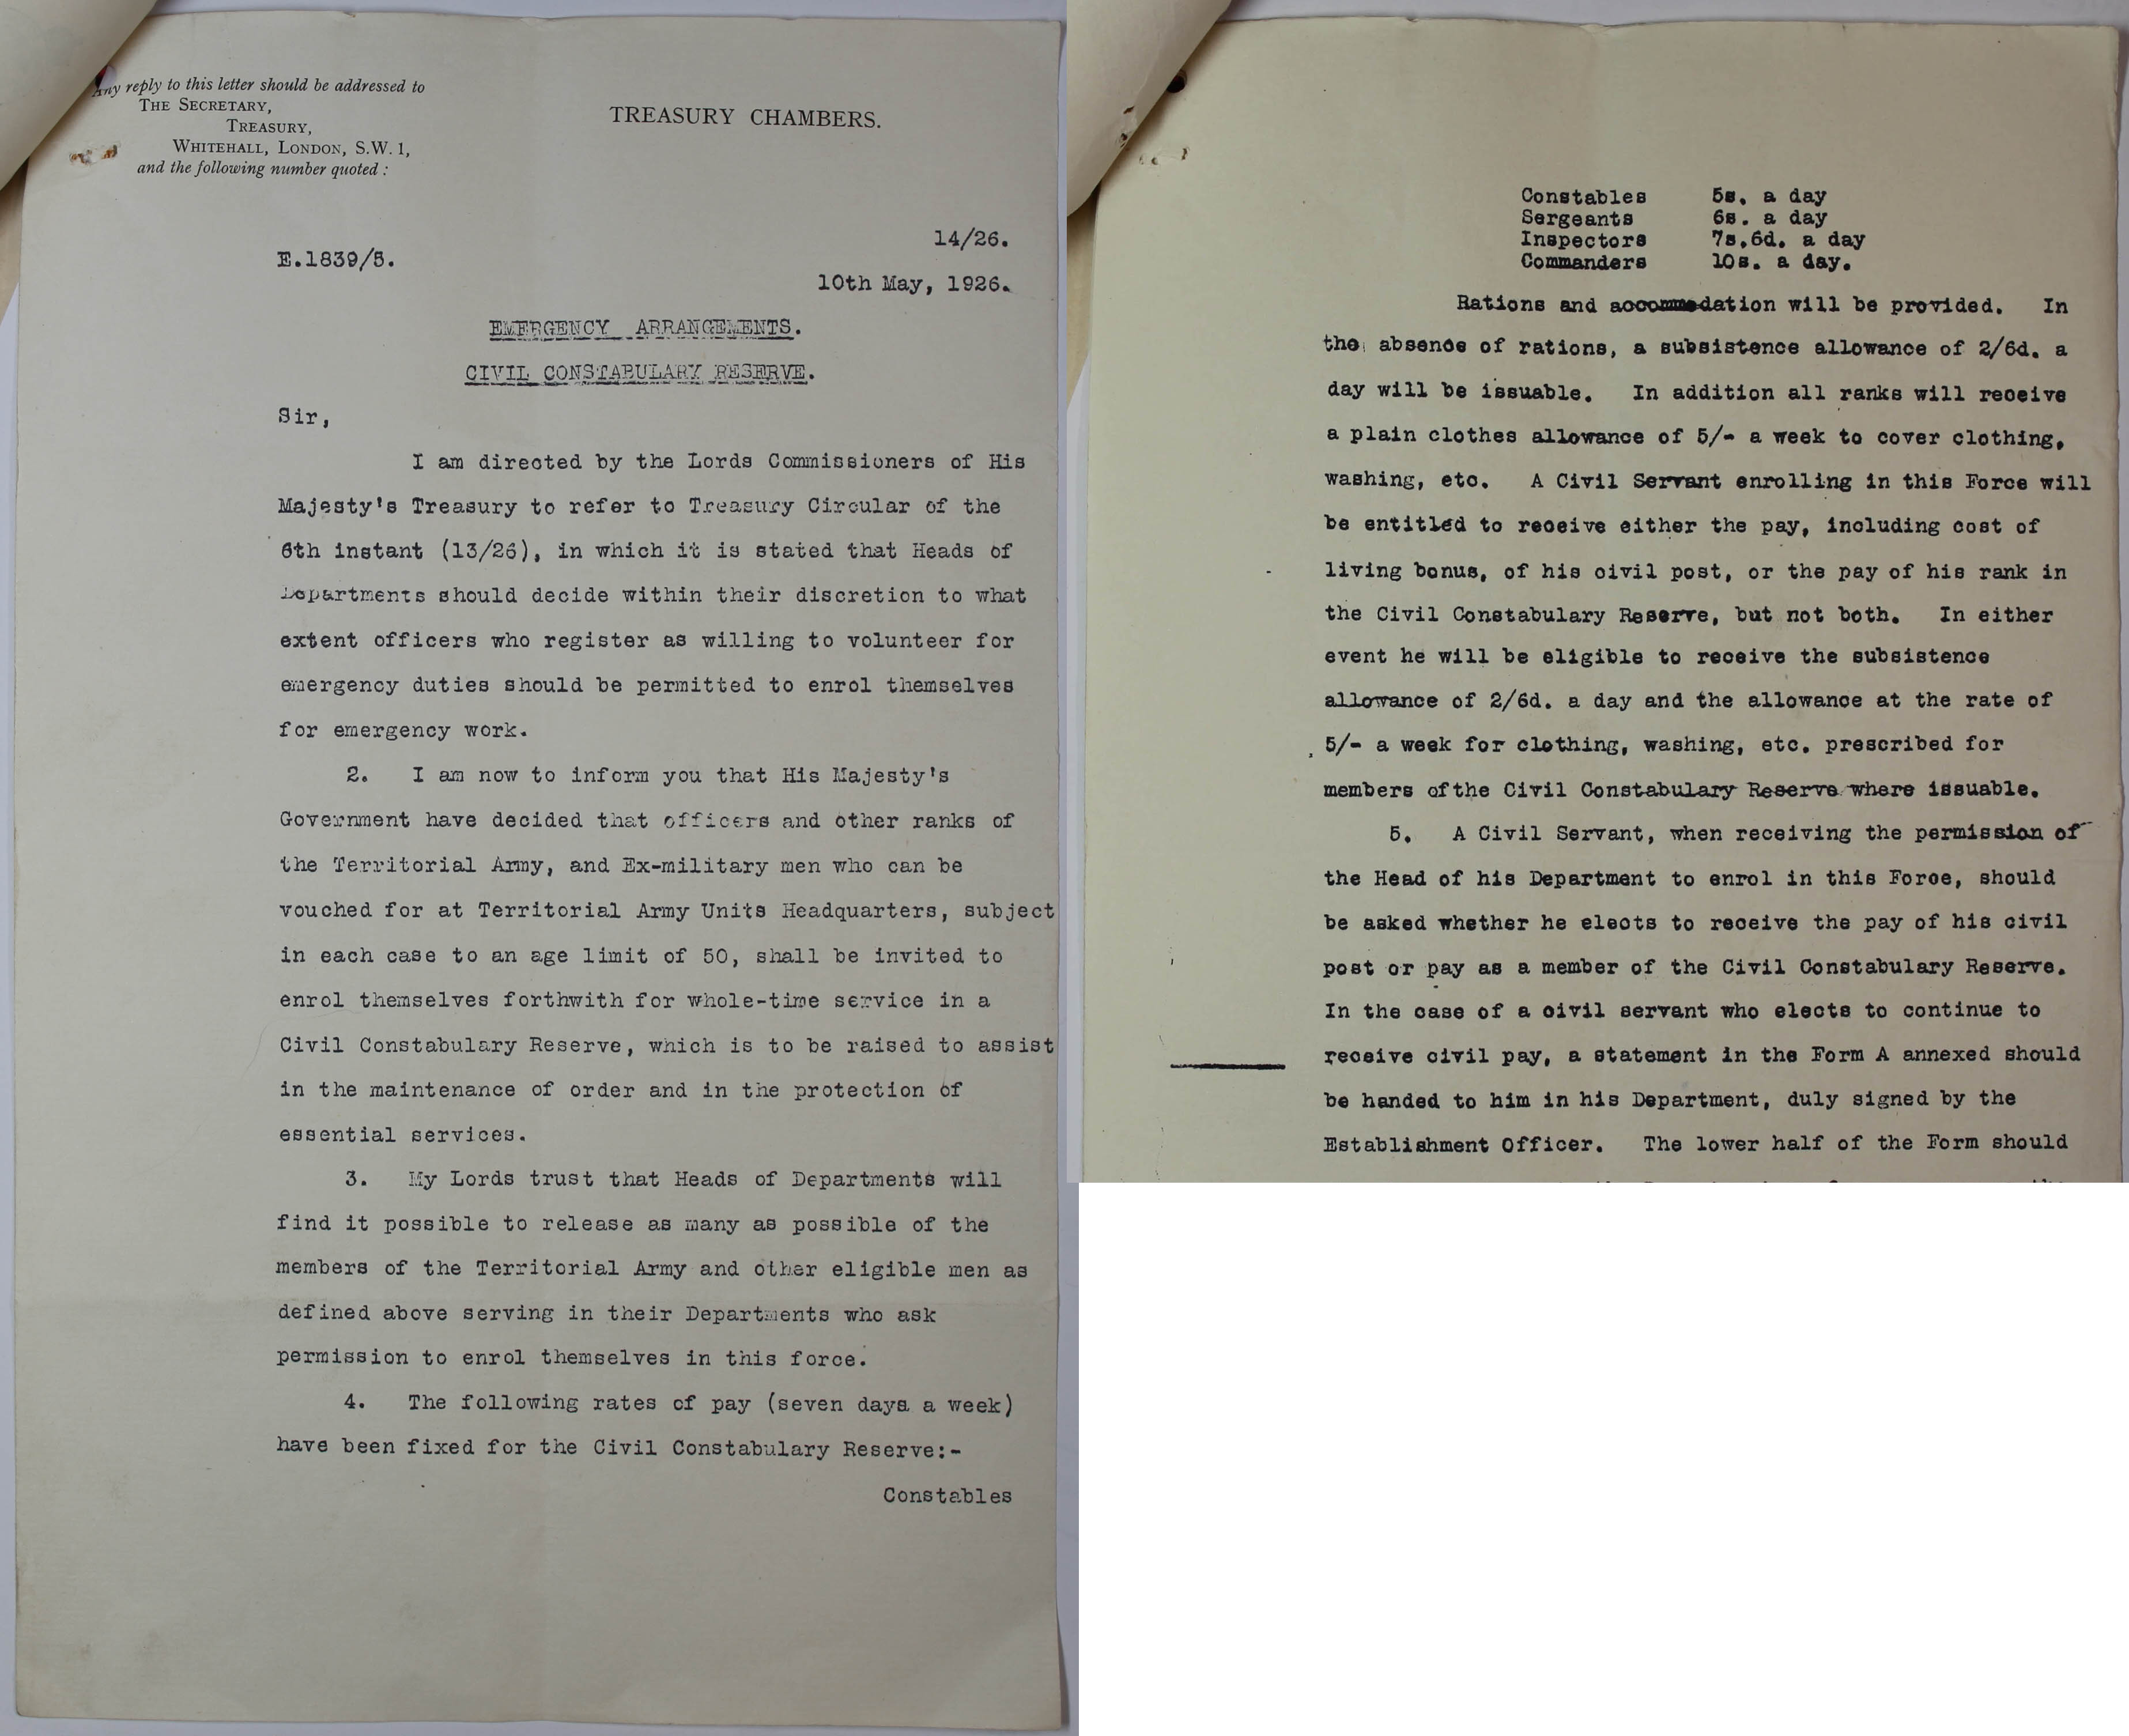 Any reply to this letter should be addressed to
THE SECRETARY,
TREASURY,
WHITEHALL, LONDON, S.W. 1,
and the following number quoted :
TREASURY CHAMBERS.
14/26.
E.1839/5.
10th May, 1926.
EMERGENCY ARRANGEMENTS.
CIVIL CONSTABULARY RESERVE.
Sir,
I am directed by the Lords Commissioners of His
Majesty's Treasury to refer to Treasury Circular of the
6th instant (13/26), in which it is stated that Heads of
Departments should decide within their discretion to what
extent officers who register as willing to volunteer for
emergency duties should be permitted to enrol themselves
for emergency work.
2. I am now to inform you that His Majesty's
Government have decided that officers and other ranks of
the Territorial Army, and Ex-military men who can be
vouched for at Territorial Army Units Headquarters, subject
in each case to an age limit of 50, shall be invited to
enrol themselves forthwith for whole-time service in a
Civil Constabulary Reserve, which is to be raised to assist
in the maintenance of order and in the protection of
essential services.
3. My Lords trust that Heads of Departments will
find it possible to release as many as possible of the
members of the Territorial Army and other eligible men as
defined above serving in their Departments who ask
permission to enrol themselves in this force.
4. The following rates of pay (seven days a week)
have been fixed for the Civil Constabulary Reserve:-
Constables
Constables 5s. a day
Sergeants 6s. a day
Inspectors 7s.6d. a day
Commanders 10s. a day.
Rations and accommodation will be provided. In
the absence of rations, a subsistence allowance of 2/6d. a
day will be issuable. In addition all ranks will receive
a plain clothes allowance of 5/- a week to cover clothing,
washing, etc. A Civil Servant enrolling in this Force will
be entitled to receive either the pay, including cost of
living bonus, of his civil post, or the pay of his rank in
the Civil Constabulary Reserve, but not both. In either
event he will be eligible to receive the subsistence
allowance of 2/6d. a day and the allowance at the rate of
5/- a week for clothing, washing, etc. prescribed for
members of the Civil Constabulary Reserve where issuable.
5. A Civil Servant, when receiving the permission of
the Head of his Department to enrol in this Force, should
be asked whether he elects to receive the pay of his civil
post or pay as a member of the Civil Constabulary Reserve.
In the case of a civil servant who elects to continue to
receive civil pay, a statement in the Form A annexed should
be handed to him in his Department, duly signed by the
Establishment Officer. The lower half of the Form should